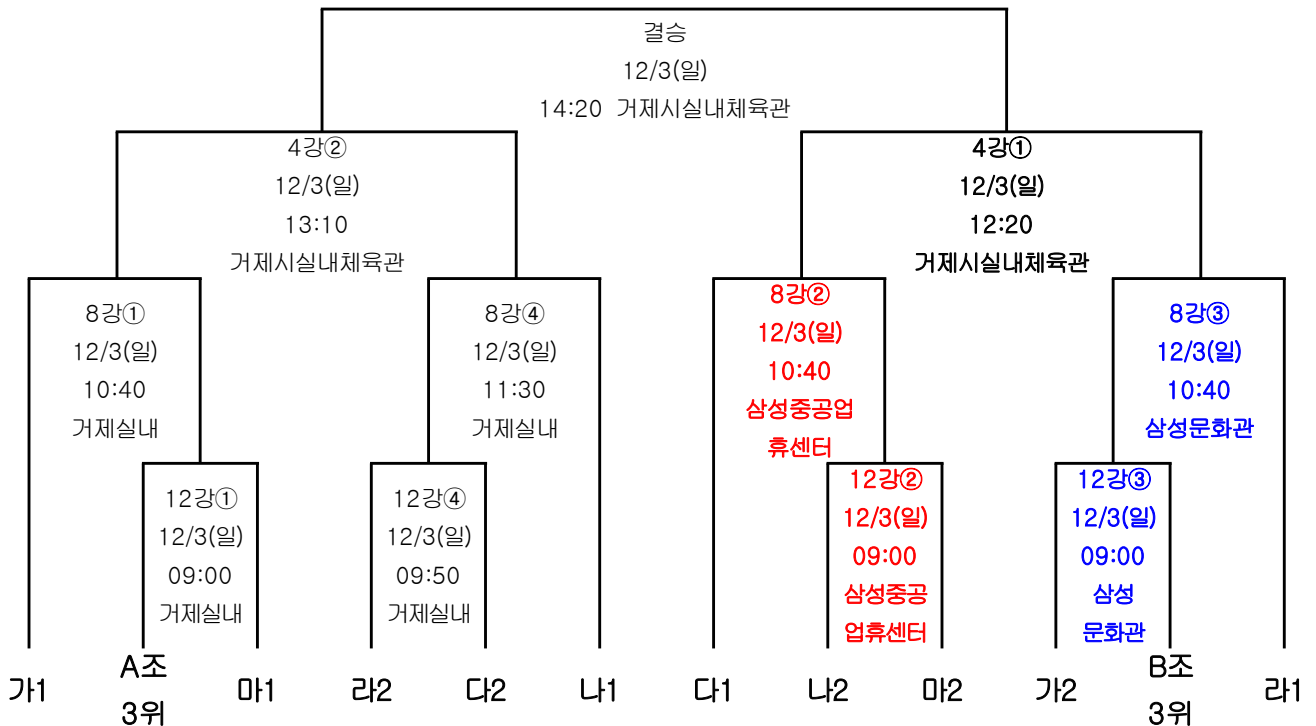 결승
12/3(일)
14:20 거제시실내체육관
4강②
12/3(일)
13:10
거제시실내체육관
4강①
12/3(일)
12:20
거제시실내체육관
8강①
12/3(일)
10:40
거제실내
8강④
12/3(일)
11:30
거제실내
8강②
12/3(일)
10:40
삼성중공업
휴센터
8강③
12/3(일)
10:40
삼성문화관
12강①
12/3(일)
09:00
거제실내
12강④
12/3(일)
09:50
거제실내
12강②
12/3(일)
09:00
삼성중공
업휴센터
12강③
12/3(일)
09:00
삼성
문화관
가1
A조
3위
마1
라2
다2
나1
다1
나2
마2
가2
B조
3위
라1